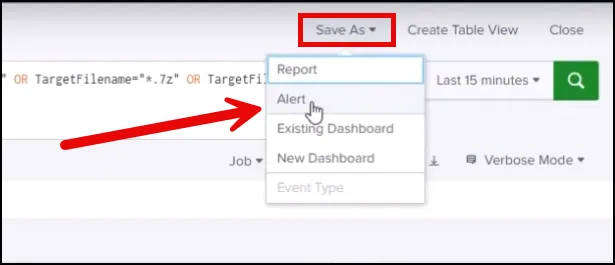 Save As Create Table View Close
" OR TargetFilename="*.7z" OR TargetFil
Report
Last 15 minutes
Alert
Existing Dashboard
New Dashboard
Job
Verbose Mode
Event Type